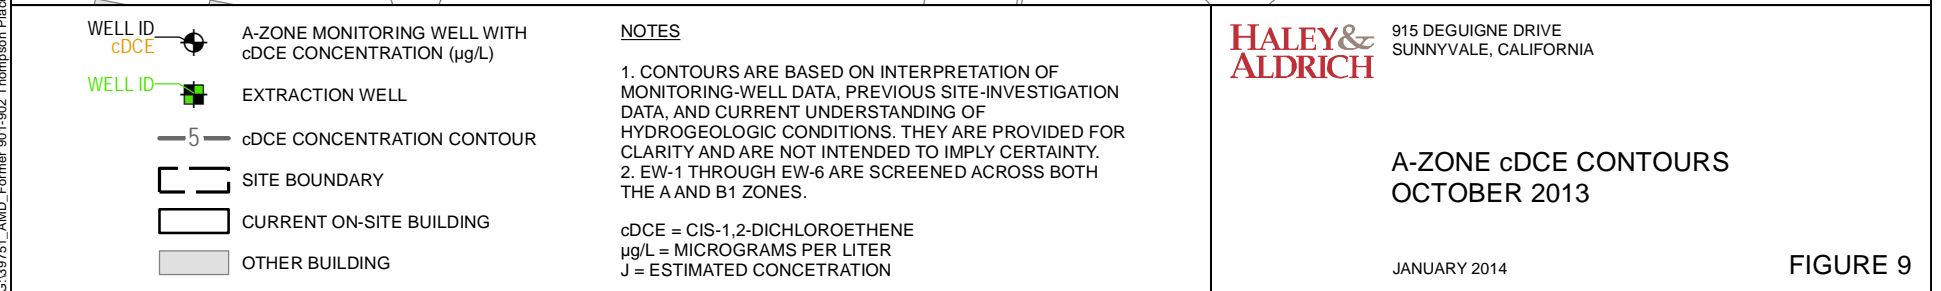 G:\39751_AMD_Former 901-902 Thompson Place
WELL ID
cDCE
A-ZONE MONITORING WELL WITH
cDCE CONCENTRATION (µg/L)
WELL ID
EXTRACTION WELL
5
cDCE CONCENTRATION CONTOUR
SITE BOUNDARY
CURRENT ON-SITE BUILDING
OTHER BUILDING
NOTES
1. CONTOURS ARE BASED ON INTERPRETATION OF
MONITORING-WELL DATA, PREVIOUS SITE-INVESTIGATION
DATA, AND CURRENT UNDERSTANDING OF
HYDROGEOLOGIC CONDITIONS. THEY ARE PROVIDED FOR
CLARITY AND ARE NOT INTENDED TO IMPLY CERTAINTY.
2. EW-1 THROUGH EW-6 ARE SCREENED ACROSS BOTH
THE A AND B1 ZONES.
cDCE = CIS-1,2-DICHLOROETHENE
µg/L = MICROGRAMS PER LITER
J = ESTIMATED CONCETRATION
HALEY&
ALDRICH
915 DEGUIGNE DRIVE
SUNNYVALE, CALIFORNIA
A-ZONE cDCE CONTOURS
OCTOBER 2013
JANUARY 2014
FIGURE 9